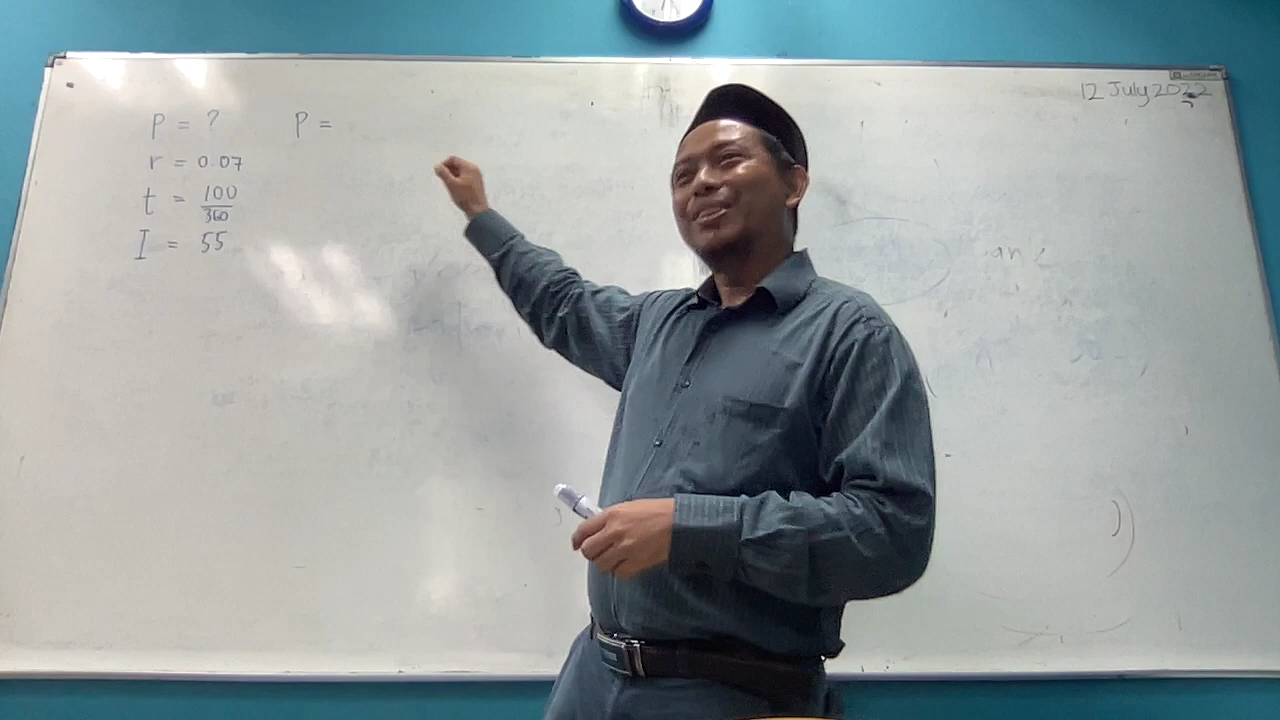 12 July 2022
P = ?
P =
r = 0.07
t = 100/360
I = 55